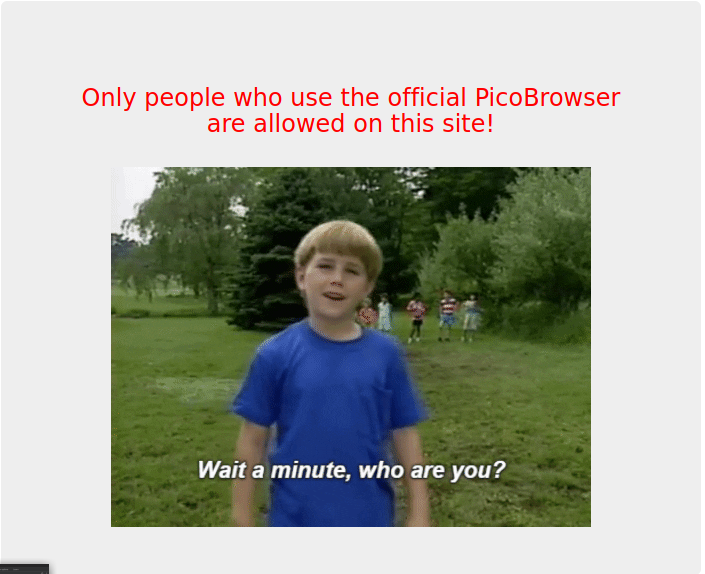 Only people who use the official PicoBrowser
are allowed on this site!
Wait a minute, who are you?